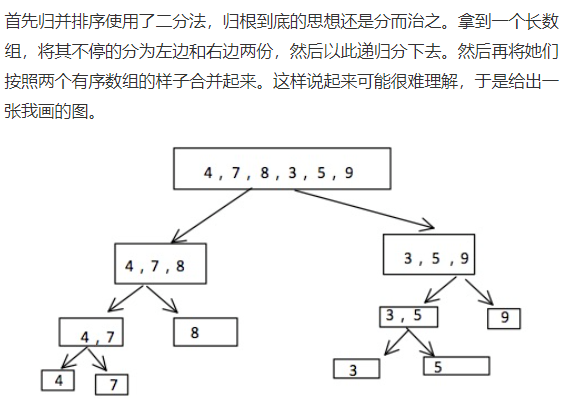 首先归并排序使用了二分法，归根到底的思想还是分而治之。拿到一个长数
组，将其不停的分为左边和右边两份，然后以此递归分下去。然后再将她们
按照两个有序数组的样子合并起来。这样说起来可能很难理解，于是给出一
张我画的图。
4 , 7 , 8 , 3 , 5 , 9
4 , 7 , 8
3 , 5 , 9
4 , 7
8
3 , 5
9
4
7
3
5